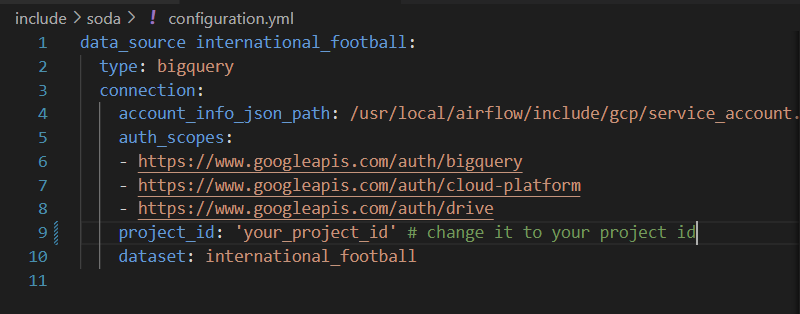 include > soda > ! configuration.yml
1 data_source international_football:
2 type: bigquery
3 connection:
4 account_info_json_path: /usr/local/airflow/include/gcp/service_account.
5 auth_scopes:
6 - https://www.googleapis.com/auth/bigquery
7 - https://www.googleapis.com/auth/cloud-platform
8 - https://www.googleapis.com/auth/drive
9 project_id: 'your_project_id' # change it to your project id
10 dataset: international_football
11